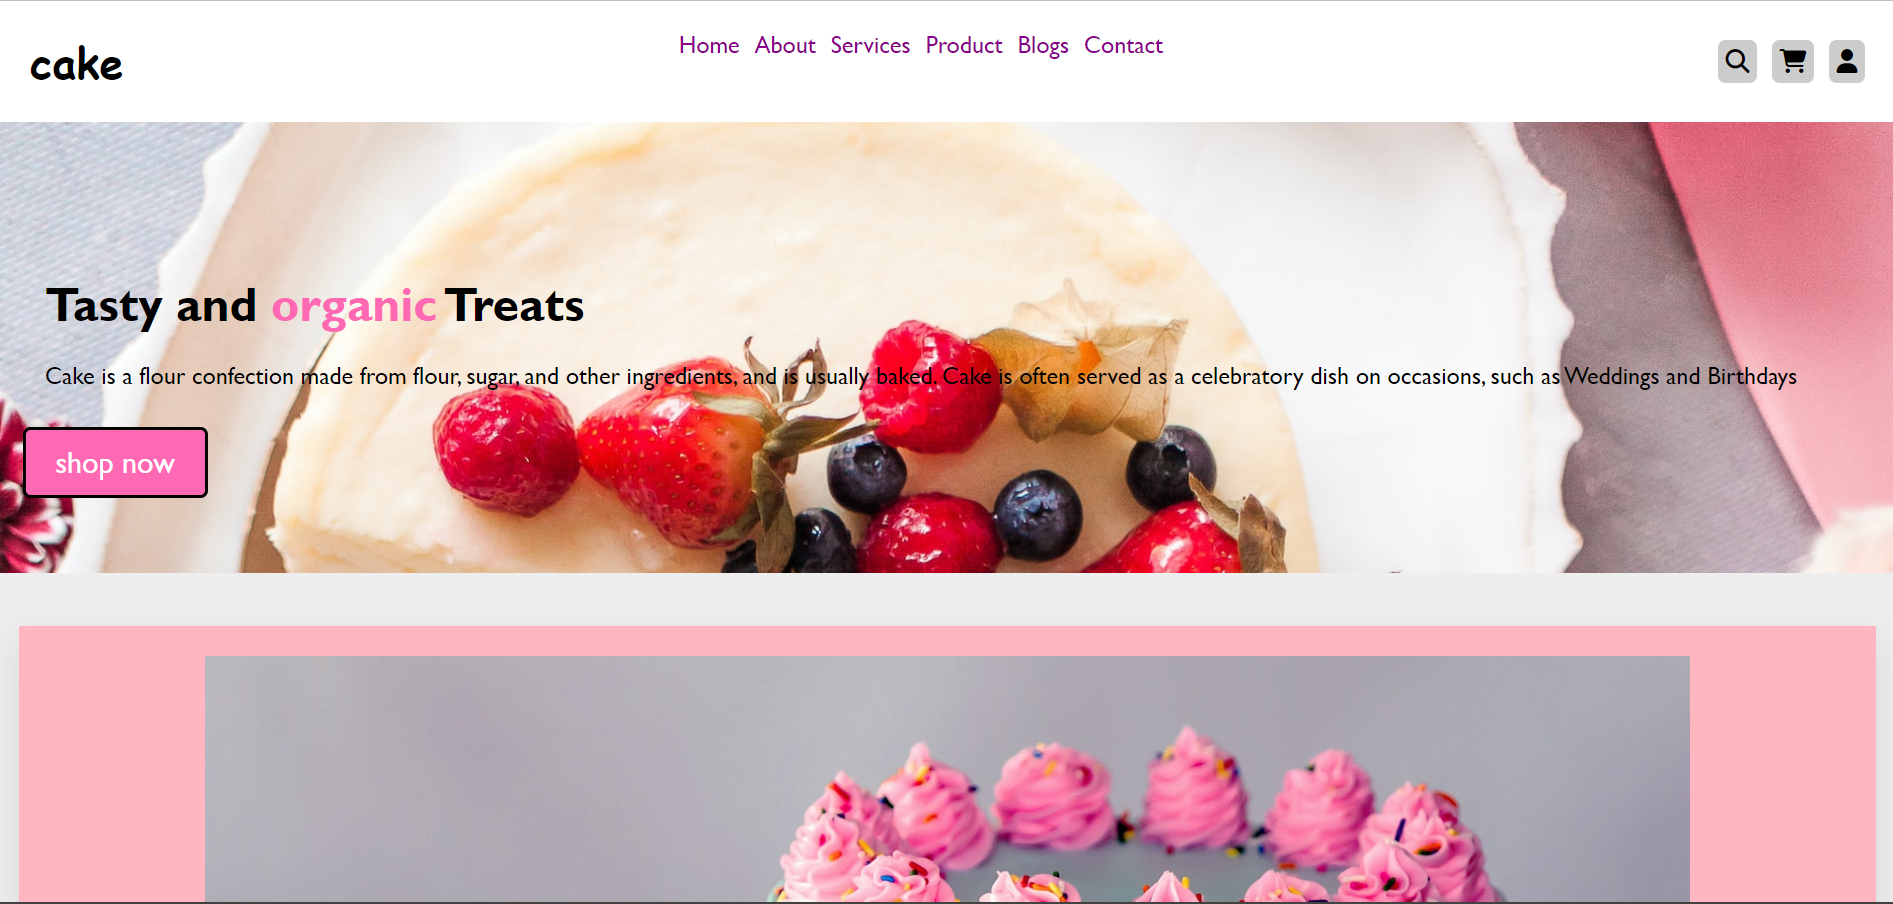 cake
Home About Services Product Blogs Contact
Tasty and organic Treats
Cake is a flour confection made from flour, sugar, and other ingredients, and is usually baked. Cake is often served as a celebratory dish on occasions, such as Weddings and Birthdays
shop now